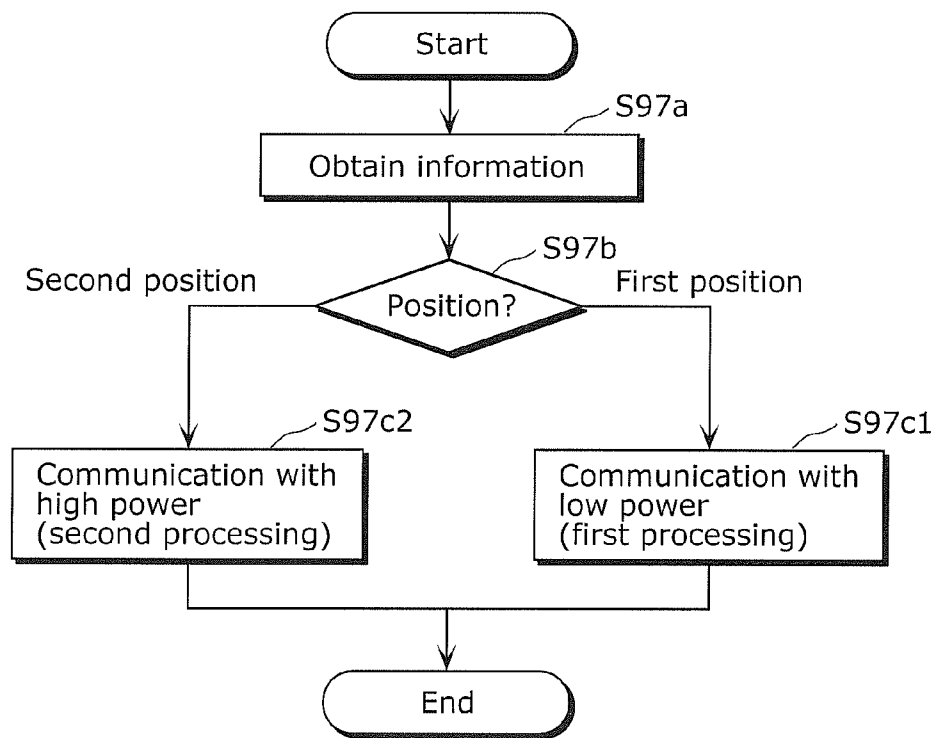 Start
S97a
Obtain information
S97b
Second position
Position?
First position
S97c2
S97c1
Communication with
high power
(second processing)
Communication with
low power
(first processing)
End